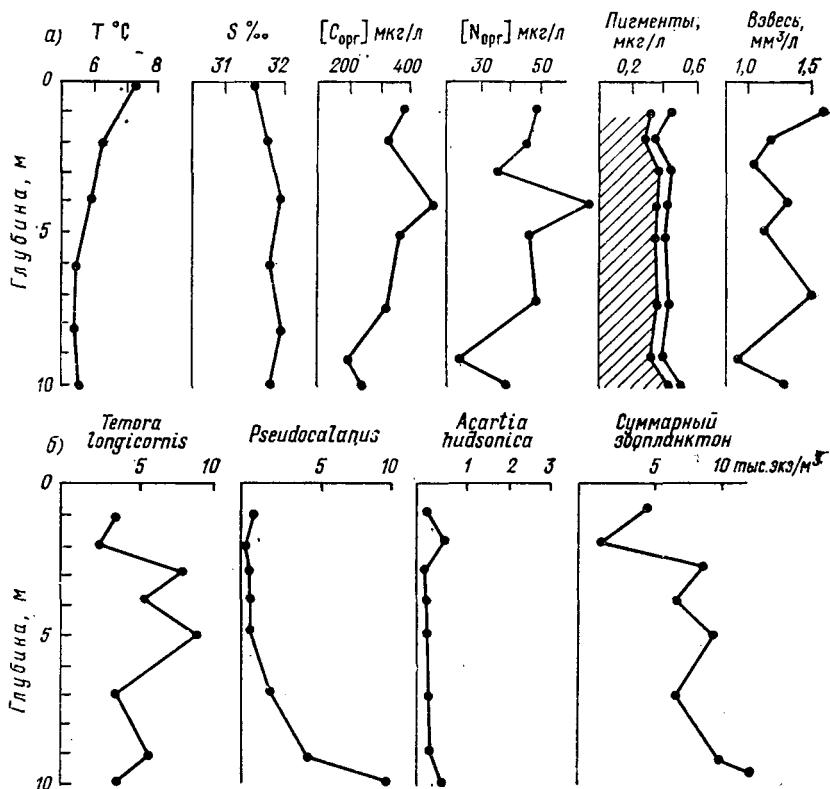 а) T °C S ‰ [Cорг] мкг/л [Nорг] мкг/л Пигменты, мкг/л Взвесь, мм³/л
6 8 31 32 200 400 30 50 0,2 0,6 1,0 1,5
0
5
10
Глубина, м
б) Temora longicornis Pseudocalanus Acartia hudsonica Суммарный зоопланктон
5 10 5 10 1 2 3 5 10 тыс.экз/м³
0
5
10
Глубина, м